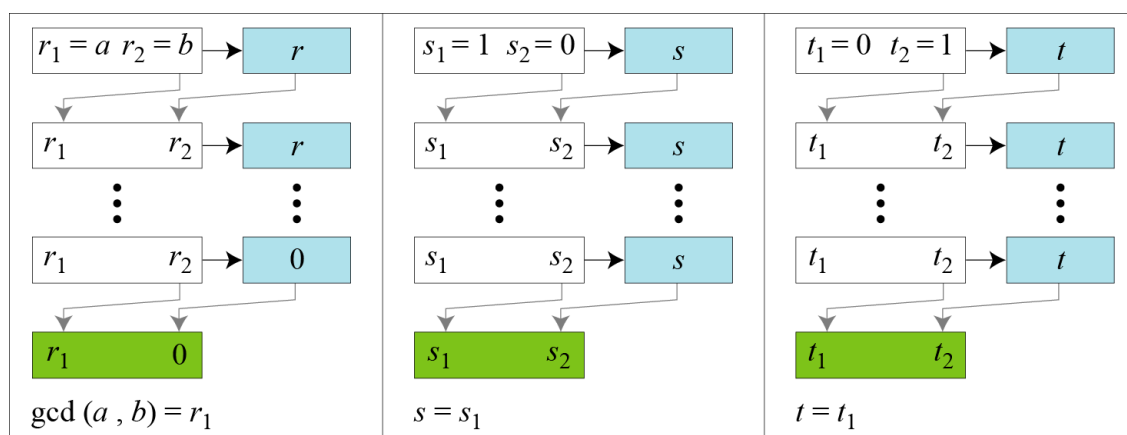 r₁ = a r₂ = b r
r₁ r₂ r
r₁ r₂ 0
r₁ 0
gcd (a , b) = r₁
s₁ = 1 s₂ = 0 s
s₁ s₂ s
s₁ s₂ s
s₁ s₂
s = s₁
t₁ = 0 t₂ = 1 t
t₁ t₂ t
t₁ t₂ t
t₁ t₂
t = t₁